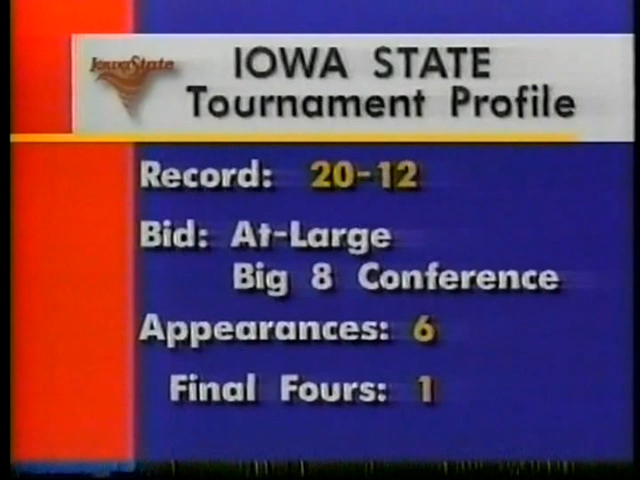 IowaState
IOWA STATE
Tournament Profile
Record: 20-12
Bid: At-Large
Big 8 Conference
Appearances: 6
Final Fours: 1